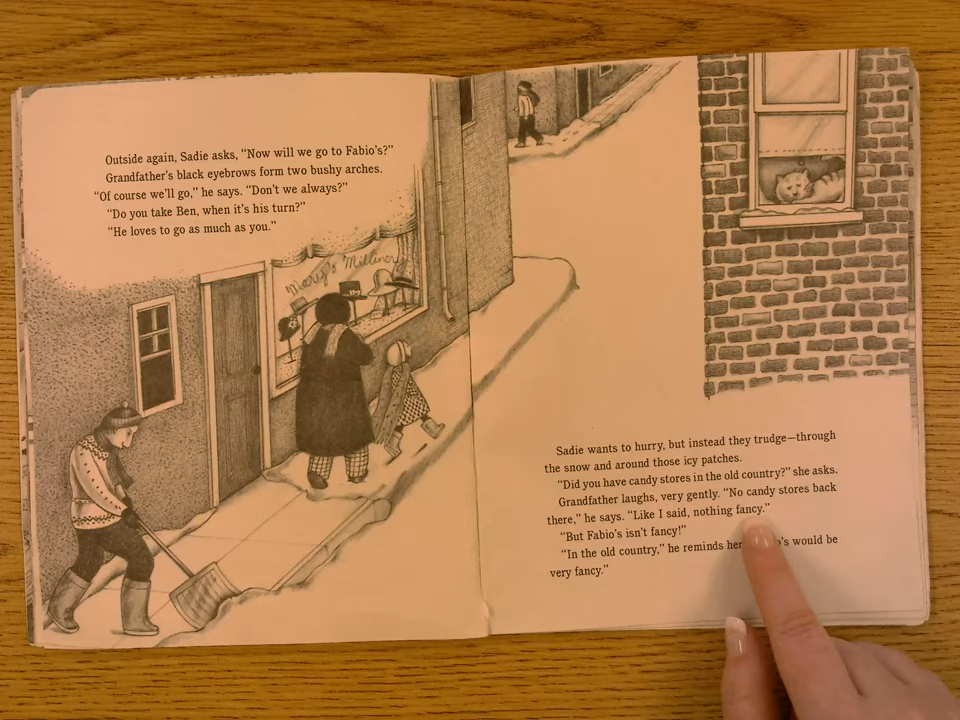 Outside again, Sadie asks, “Now will we go to Fabio’s?”
Grandfather’s black eyebrows form two bushy arches.
“Of course we’ll go,” he says. “Don’t we always?”
“Do you take Ben, when it’s his turn?”
“He loves to go as much as you.”
Morey's Millinery
Sadie wants to hurry, but instead they trudge—through
the snow and around those icy patches.
“Did you have candy stores in the old country?” she asks.
Grandfather laughs, very gently. “No candy stores back
there,” he says. “Like I said, nothing fancy.”
“But Fabio’s isn’t fancy!”
“In the old country,” he reminds her ’s would be
very fancy.”